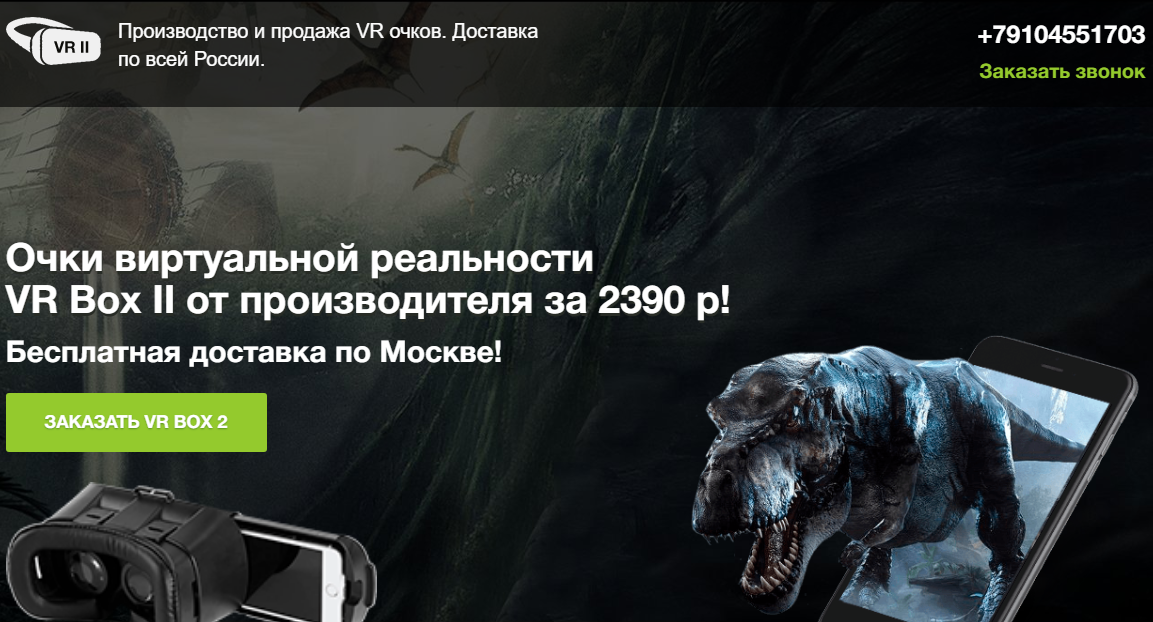 VR II
Производство и продажа VR очков. Доставка
по всей России.
+79104551703
Заказать звонок
Очки виртуальной реальности
VR Box II от производителя за 2390 р!
Бесплатная доставка по Москве!
ЗАКАЗАТЬ VR BOX 2